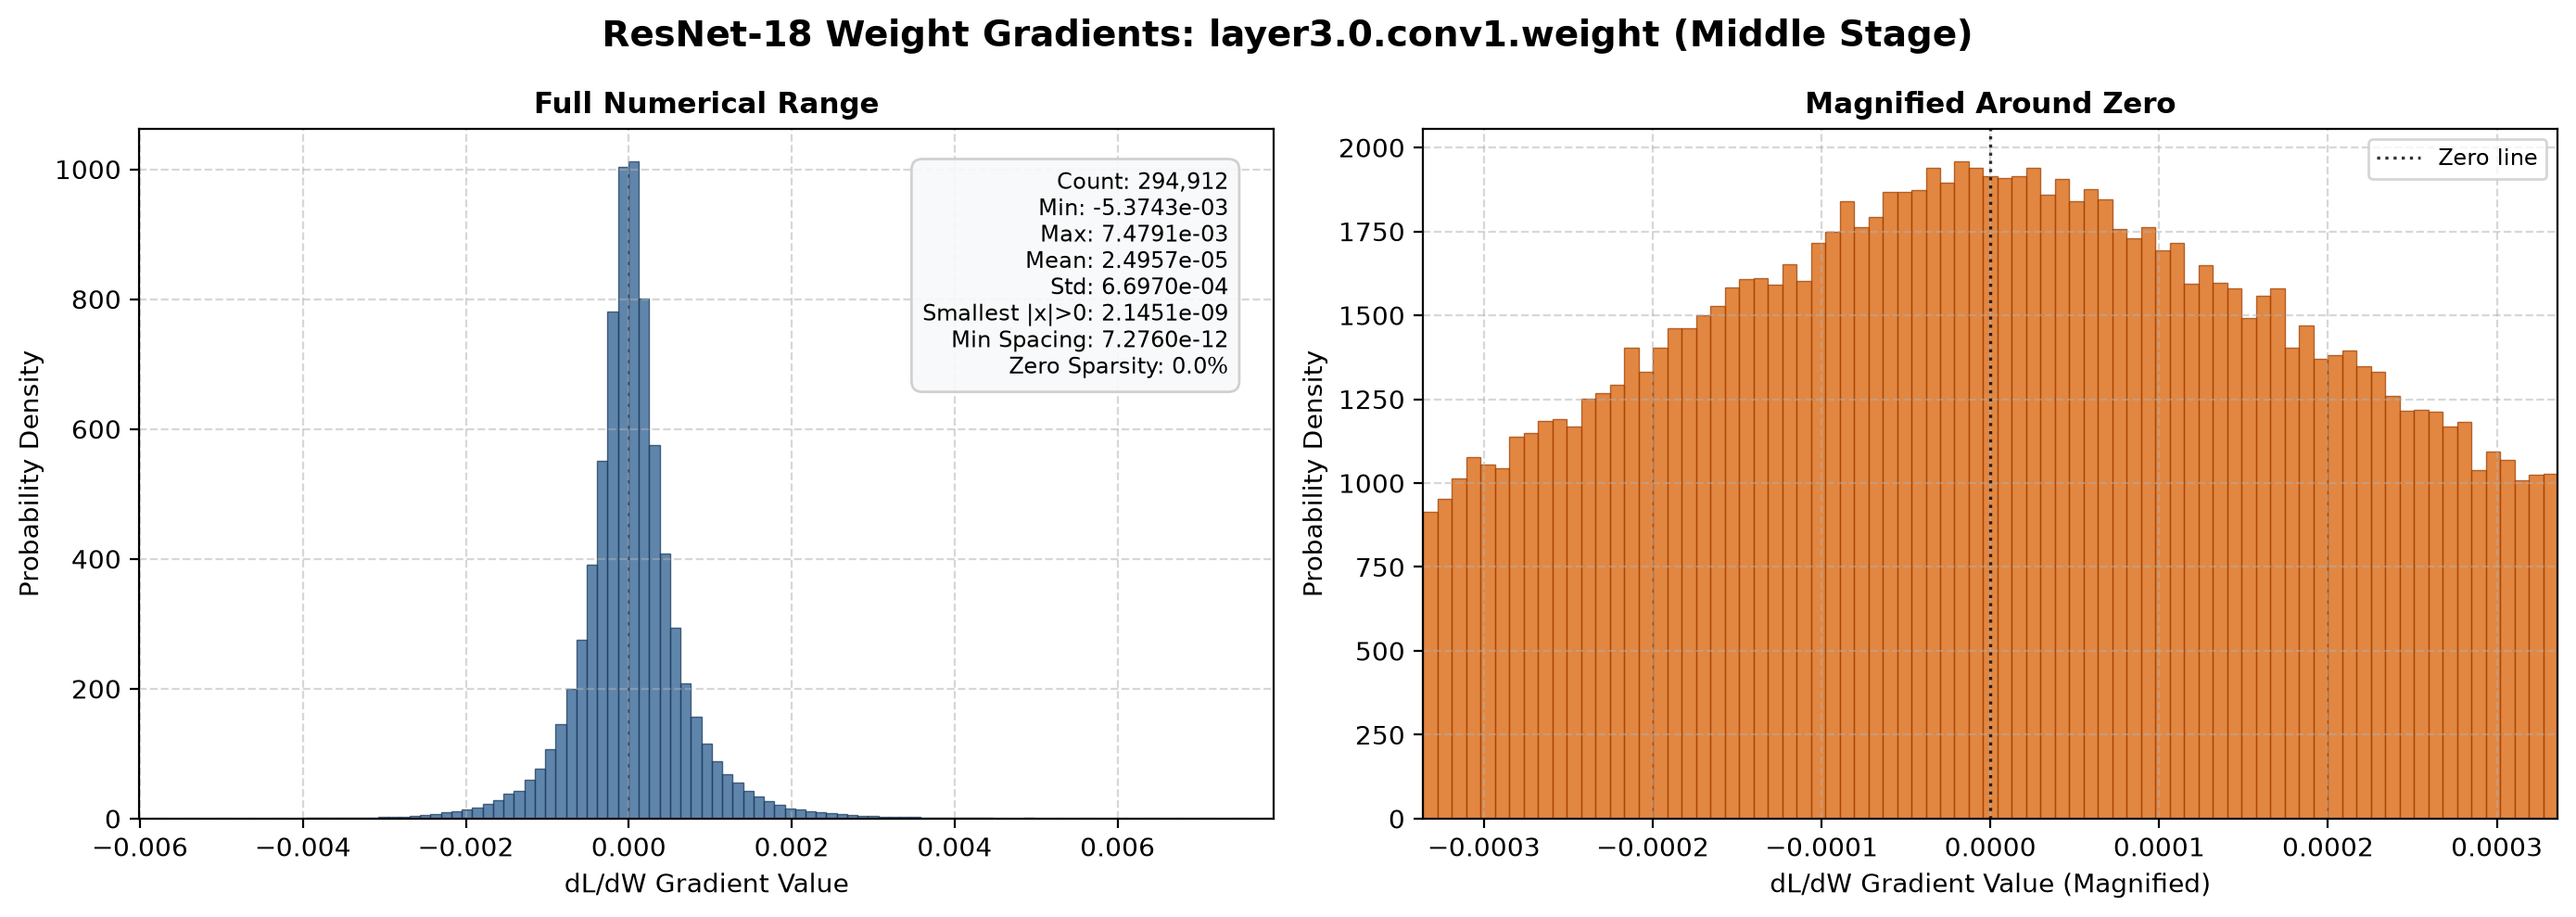 ResNet-18 Weight Gradients: layer3.0.conv1.weight (Middle Stage)
Full Numerical Range
Probability Density
1000
800
600
400
200
0
Count: 294,912
Min: -5.3743e-03
Max: 7.4791e-03
Mean: 2.4957e-05
Std: 6.6970e-04
Smallest |x|>0: 2.1451e-09
Min Spacing: 7.2760e-12
Zero Sparsity: 0.0%
−0.006 −0.004 −0.002 0.000 0.002 0.004 0.006
dL/dW Gradient Value
Magnified Around Zero
Probability Density
2000
1750
1500
1250
1000
750
500
250
0
Zero line
−0.0003 −0.0002 −0.0001 0.0000 0.0001 0.0002 0.0003
dL/dW Gradient Value (Magnified)